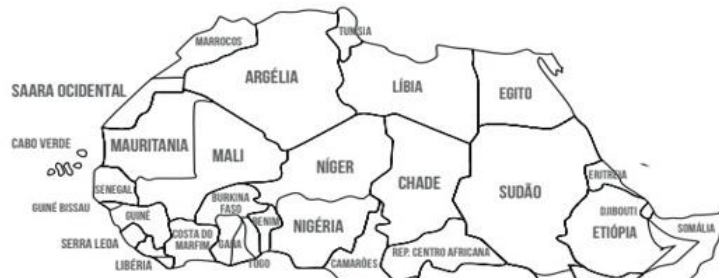 MARROCOS
TUNISIA
ARGÉLIA
LÍBIA
EGITO
SAARA OCIDENTAL
CABO VERDE
MAURITANIA
MALI
NÍGER
CHADE
SUDÃO
ERITREIA
SENEGAL
GUINÉ BISSAU
GUINÉ
BURKINA
FASO
BENIM
NIGÉRIA
DJIBOUTI
ETIÓPIA
SOMÁLIA
SERRA LEOA
COSTA DO
MARFIM
GANA
TOGO
LIBÉRIA
CAMARÕES
REP. CENTRO AFRICANA